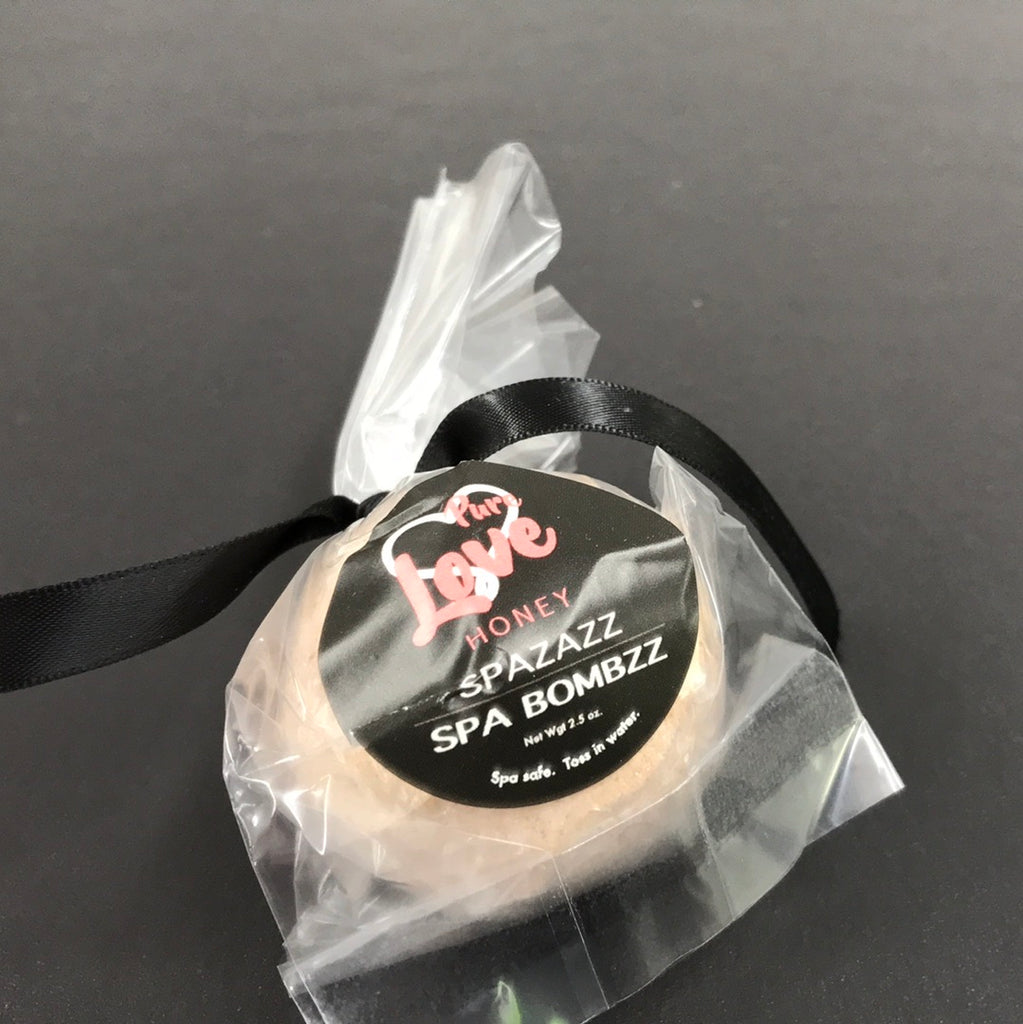 Pure
Love
HONEY
SPAZAZZ
SPA BOMBZZ
Net Wgt 2.5 oz.
Spa safe. Toss in water.